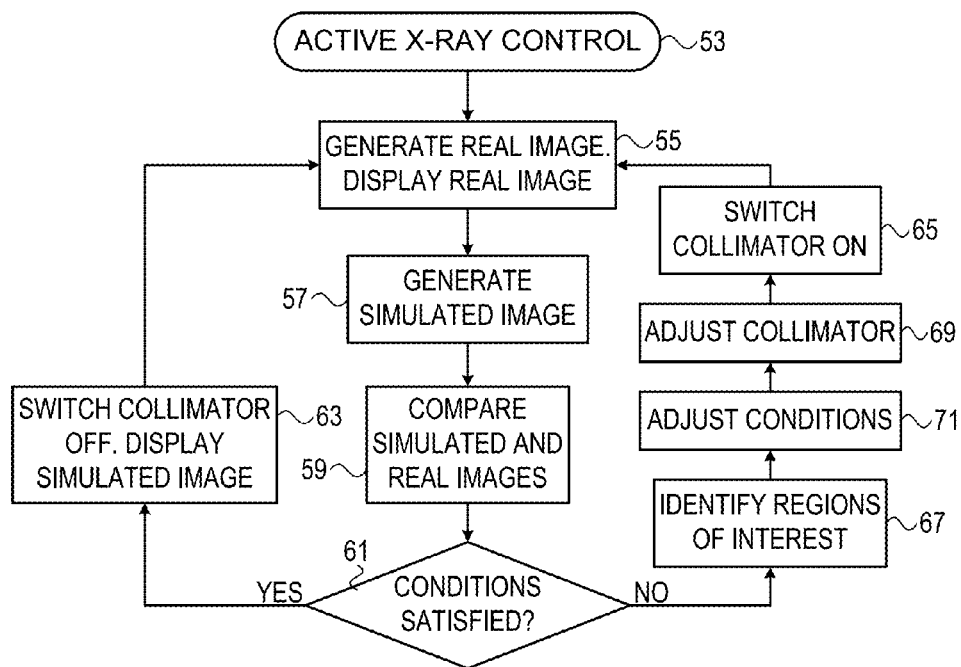 ACTIVE X-RAY CONTROL
53
GENERATE REAL IMAGE.
DISPLAY REAL IMAGE
55
GENERATE
SIMULATED IMAGE
57
COMPARE
SIMULATED AND
REAL IMAGES
59
61
CONDITIONS
SATISFIED?
YES
NO
SWITCH COLLIMATOR
OFF. DISPLAY
SIMULATED IMAGE
63
SWITCH
COLLIMATOR ON
65
ADJUST COLLIMATOR
69
ADJUST CONDITIONS
71
IDENTIFY REGIONS
OF INTEREST
67